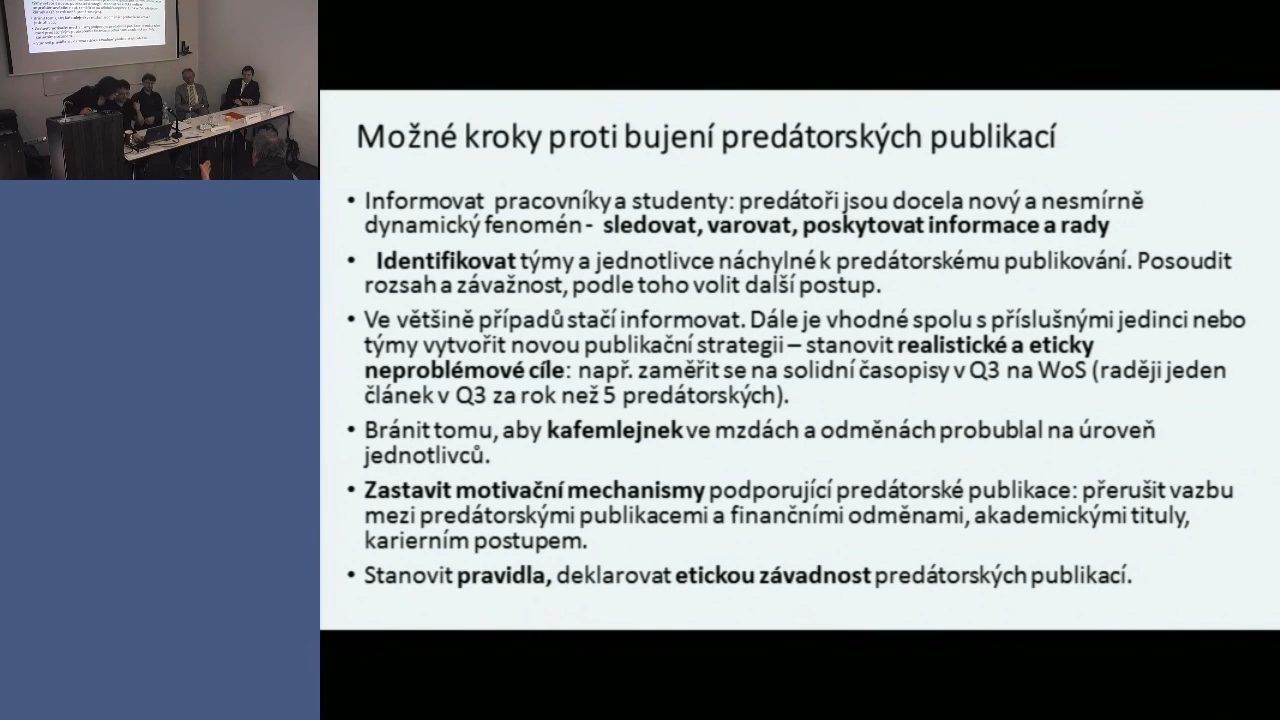 Možné kroky proti bujení predátorských publikací
• Informovat pracovníky a studenty: predátoři jsou docela nový a nesmírně
dynamický fenomén - sledovat, varovat, poskytovat informace a rady
• Identifikovat týmy a jednotlivce náchylné k predátorskému publikování. Posoudit
rozsah a závažnost, podle toho volit další postup.
• Ve většině případů stačí informovat. Dále je vhodné spolu s příslušnými jedinci nebo
týmy vytvořit novou publikační strategii – stanovit realistické a eticky
neproblémové cíle: např. zaměřit se na solidní časopisy v Q3 na WoS (raději jeden
článek v Q3 za rok než 5 predátorských).
• Bránit tomu, aby kafemlejnek ve mzdách a odměnách probublal na úroveň
jednotlivců.
• Zastavit motivační mechanismy podporující predátorské publikace: přerušit vazbu
mezi predátorskými publikacemi a finančními odměnami, akademickými tituly,
karierním postupem.
• Stanovit pravidla, deklarovat etickou závadnost predátorských publikací.